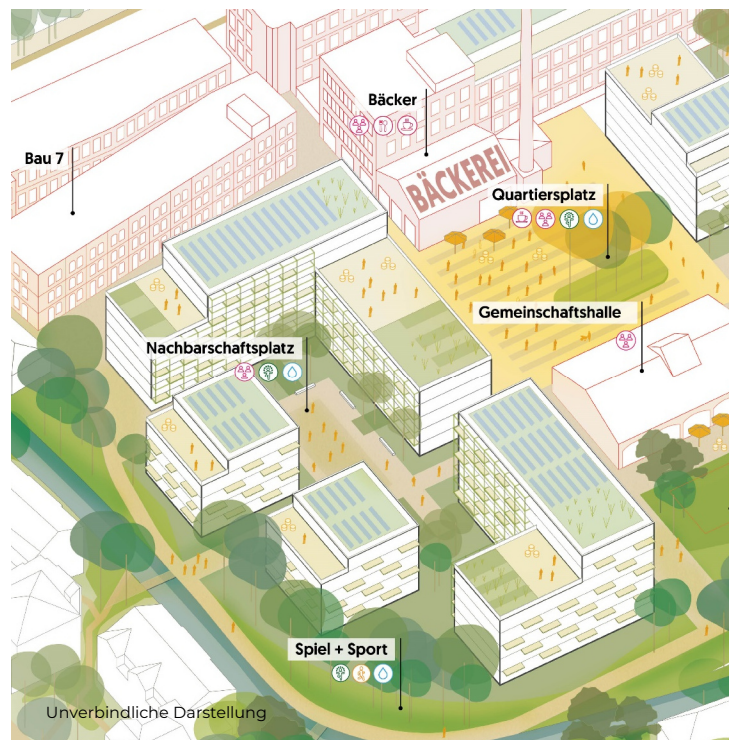 Bäcker
Bau 7
BÄCKEREI
Quartiersplatz
Gemeinschaftshalle
Nachbarschaftsplatz
Spiel + Sport
Unverbindliche Darstellung